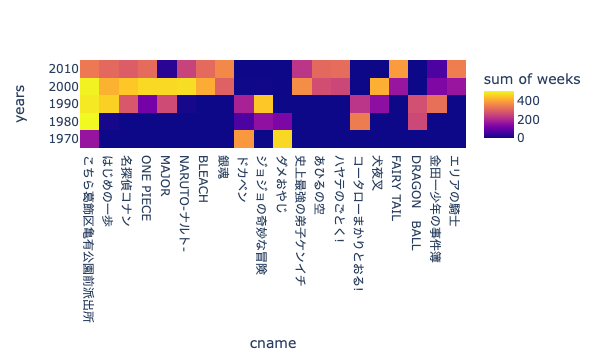 years
2010
2000
1990
1980
1970
sum of weeks
400
200
0
こちら葛飾区亀有公園前派出所
はじめの一歩
名探偵コナン
ONE PIECE
MAJOR
NARUTO-ナルト-
BLEACH
銀魂
ドカベン
ジョジョの奇妙な冒険
ダメおやじ
史上最強の弟子ケンイチ
あひるの空
ハヤテのごとく!
コータローまかりとおる!
犬夜叉
FAIRY TAIL
DRAGON　BALL
金田一少年の事件簿
エリアの騎士
cname